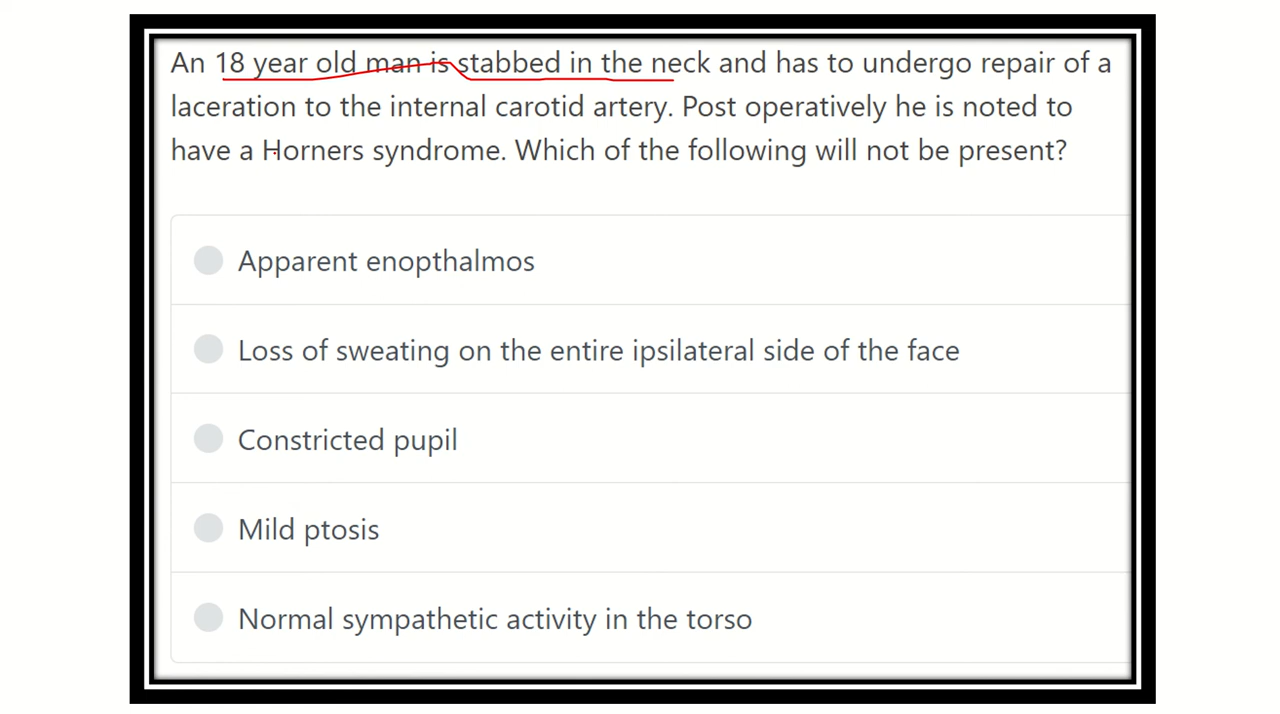 An 18 year old man is stabbed in the neck and has to undergo repair of a
laceration to the internal carotid artery. Post operatively he is noted to
have a Horners syndrome. Which of the following will not be present?
Apparent enopthalmos
Loss of sweating on the entire ipsilateral side of the face
Constricted pupil
Mild ptosis
Normal sympathetic activity in the torso